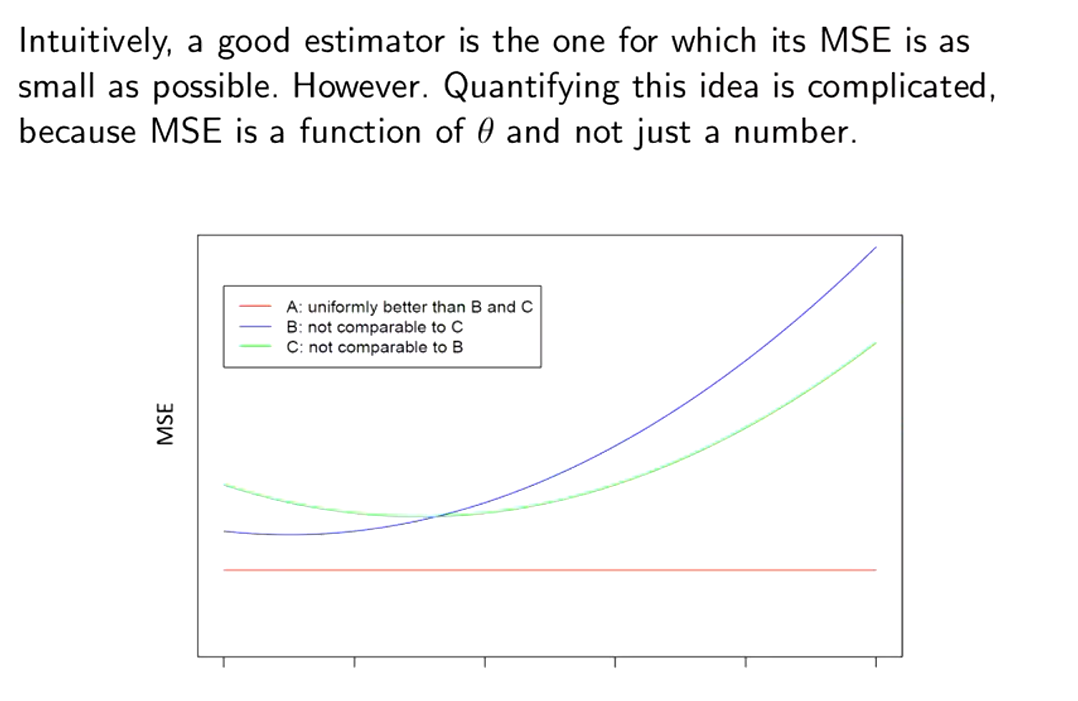 Intuitively, a good estimator is the one for which its MSE is as
small as possible. However. Quantifying this idea is complicated,
because MSE is a function of θ and not just a number.
A: uniformly better than B and C
B: not comparable to C
C: not comparable to B
MSE